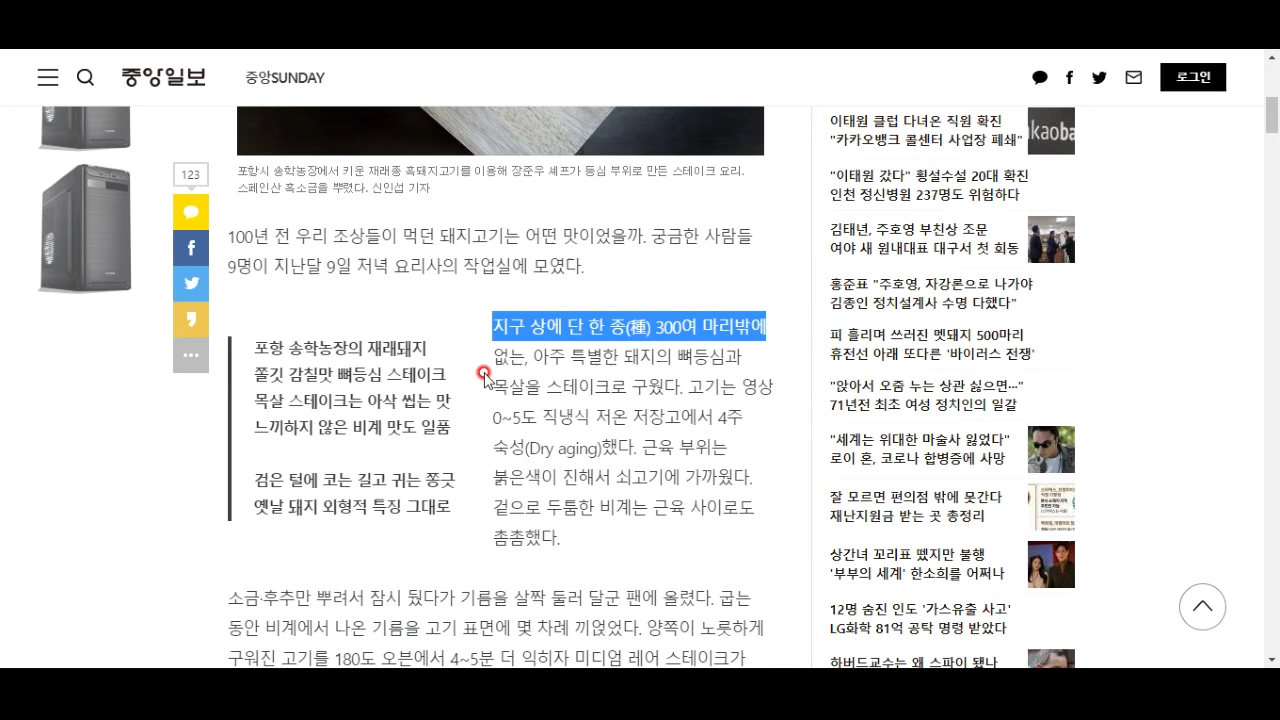 중앙일보
중앙SUNDAY
로그인
포항시 송학농장에서 키운 재래종 흑돼지고기를 이용해 장준우 셰프가 등심 부위로 만든 스테이크 요리.
스페인산 흑소금을 뿌렸다. 신인섭 기자
123
100년 전 우리 조상들이 먹던 돼지고기는 어떤 맛이었을까. 궁금한 사람들
9명이 지난달 9일 저녁 요리사의 작업실에 모였다.
포항 송학농장의 재래돼지
쫄깃 감칠맛 뼈등심 스테이크
목살 스테이크는 아삭 씹는 맛
느끼하지 않은 비계 맛도 일품
검은 털에 코는 길고 귀는 쫑긋
옛날 돼지 외형적 특징 그대로
지구 상에 단 한 종(種) 300여 마리밖에
없는, 아주 특별한 돼지의 뼈등심과
목살을 스테이크로 구웠다. 고기는 영상
0~5도 직냉식 저온 저장고에서 4주
숙성(Dry aging)했다. 근육 부위는
붉은색이 진해서 쇠고기에 가까웠다.
겉으로 두툼한 비계는 근육 사이로도
촘촘했다.
소금·후추만 뿌려서 잠시 뒀다가 기름을 살짝 둘러 달군 팬에 올렸다. 굽는
동안 비계에서 나온 기름을 고기 표면에 몇 차례 끼얹었다. 양쪽이 노릇하게
구워진 고기를 180도 오븐에서 4~5분 더 익히자 미디엄 레어 스테이크가
이태원 클럽 다녀온 직원 확진
"카카오뱅크 콜센터 사업장 폐쇄"
kaoba
"이태원 갔다" 횡설수설 20대 확진
인천 정신병원 237명도 위험하다
김태년, 주호영 부친상 조문
여야 새 원내대표 대구서 첫 회동
홍준표 "주호영, 자강론으로 나가야
김종인 정치설계사 수명 다했다"
피 흘리며 쓰러진 멧돼지 500마리
휴전선 아래 또다른 '바이러스 전쟁'
"앉아서 오줌 누는 상관 싫으면···"
71년전 최초 여성 정치인의 일갈
"세계는 위대한 마술사 잃었다"
로이 혼, 코로나 합병증에 사망
잘 모르면 편의점 밖에 못간다
재난지원금 받는 곳 총정리
상간녀 꼬리표 뗐지만 불행
'부부의 세계' 한소희를 어쩌나
12명 숨진 인도 '가스유출 사고'
LG화학 81억 공탁 명령 받았다
하버드교수는 왜 스파이 됐나